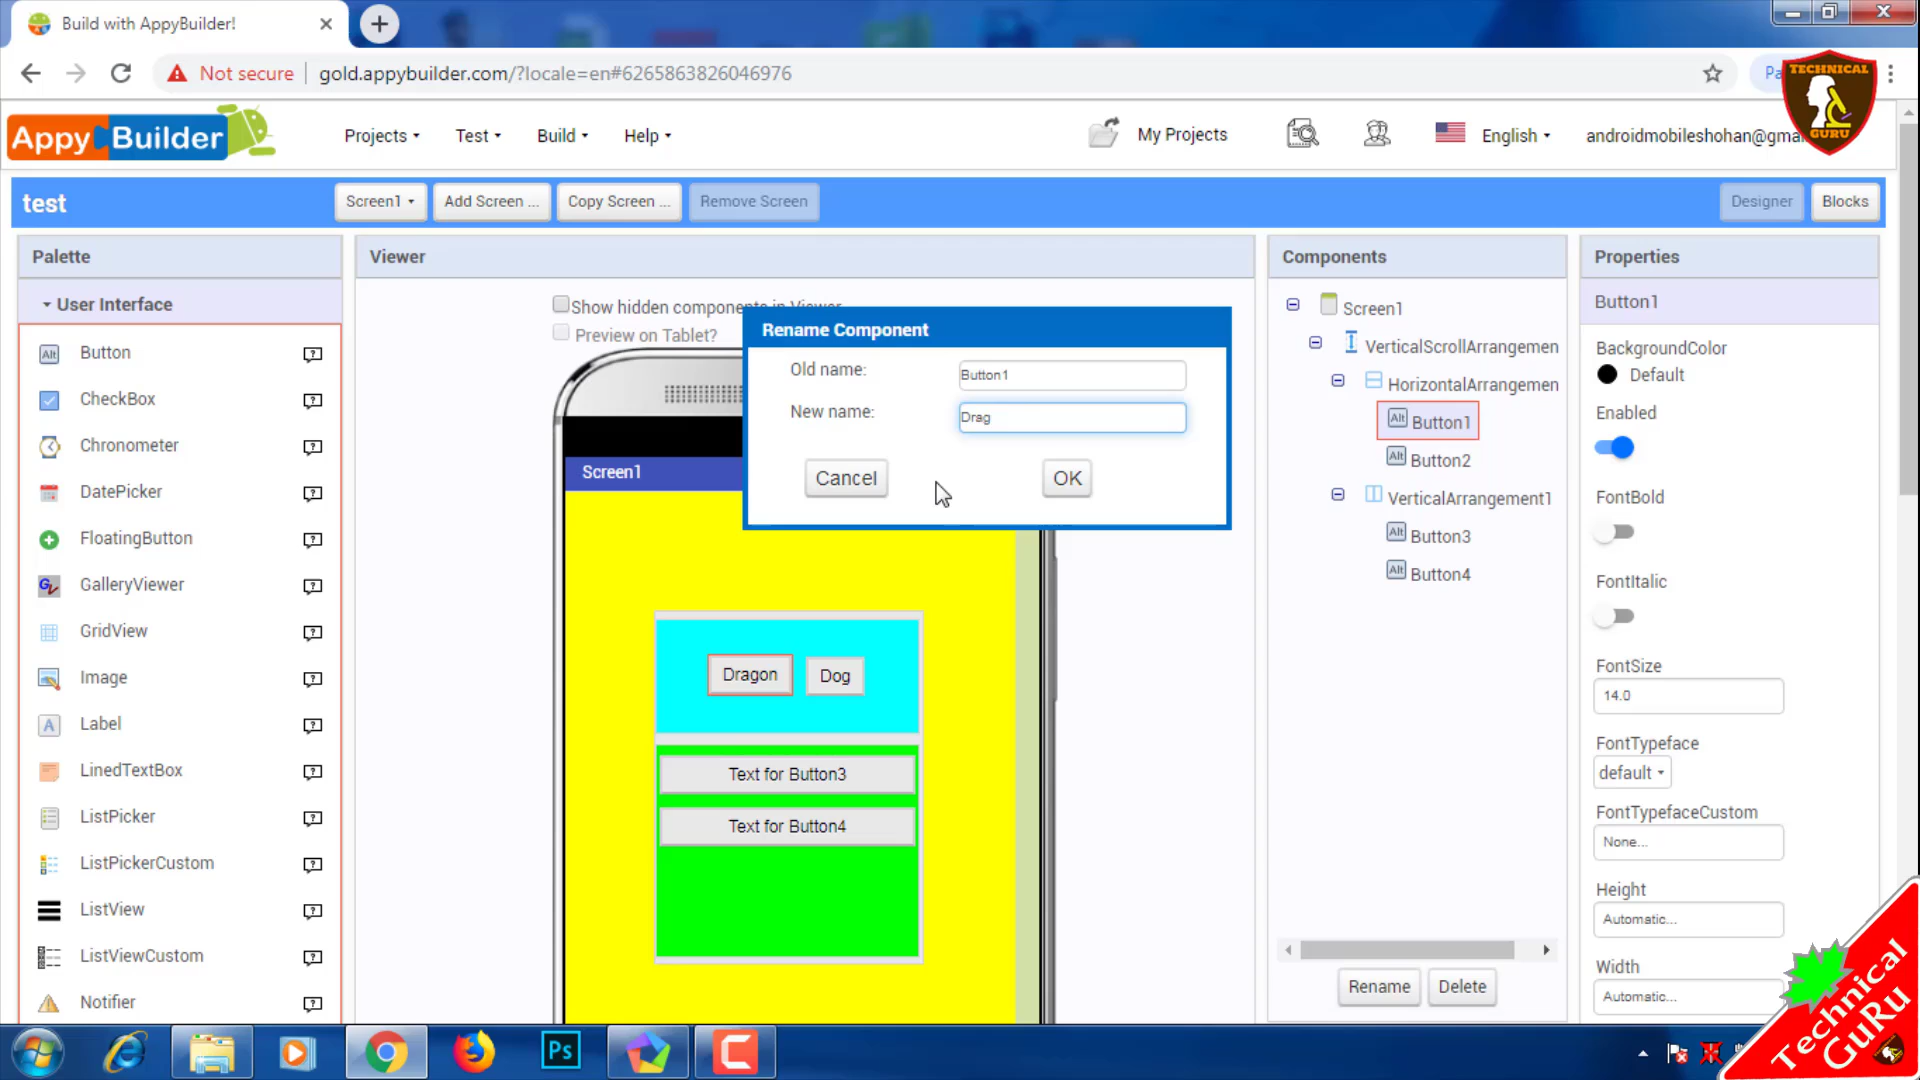 Build with AppyBuilder!
Not secure
gold.appybuilder.com/?locale=en#6265863826046976
TECHNICAL
GURU
Appy Builder
Projects
Test
Build
Help
My Projects
English
androidmobileshohan@gma
test
Screen1
Add Screen ...
Copy Screen ...
Remove Screen
Designer
Blocks
Palette
Viewer
Components
Properties
User Interface
Button
CheckBox
Chronometer
DatePicker
FloatingButton
GalleryViewer
GridView
Image
Label
LinedTextBox
ListPicker
ListPickerCustom
ListView
ListViewCustom
Notifier
Show hidden components in Viewer
Preview on Tablet?
Rename Component
Old name:
Button1
New name:
Drag
Cancel
OK
Screen1
Dragon
Dog
Text for Button3
Text for Button4
Screen1
VerticalScrollArrangemen
HorizontalArrangemen
Button1
Button2
VerticalArrangement1
Button3
Button4
Rename
Delete
Button1
BackgroundColor
Default
Enabled
FontBold
FontItalic
FontSize
14.0
FontTypeface
default
FontTypefaceCustom
None...
Height
Automatic...
Width
Automatic...
Ps
Technical
GuRu